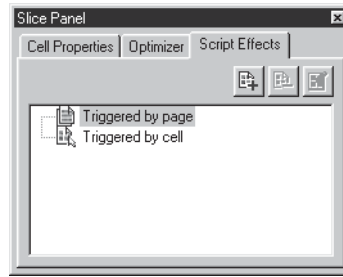 Slice Panel
Cell Properties Optimizer Script Effects
Triggered by page
Triggered by cell